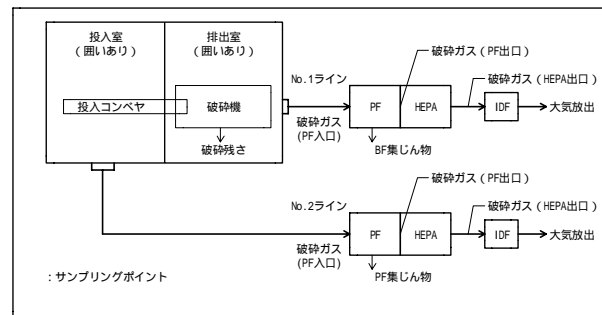 投入室
(囲いあり)
排出室
(囲いあり)
投入コンベヤ
破砕機
破砕残さ
No.1ライン
破砕ガス
(PF入口)
PF
HEPA
破砕ガス(PF出口)
破砕ガス(HEPA出口)
IDF
大気放出
BF集じん物
No.2ライン
破砕ガス
(PF入口)
PF
HEPA
破砕ガス(PF出口)
破砕ガス(HEPA出口)
IDF
大気放出
PF集じん物
:サンプリングポイント